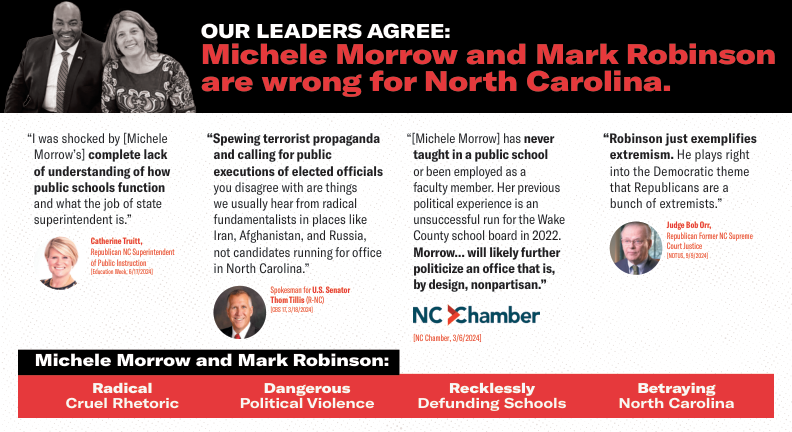 OUR LEADERS AGREE:
Michele Morrow and Mark Robinson
are wrong for North Carolina.
“I was shocked by [Michele
Morrow’s] complete lack
of understanding of how
public schools function
and what the job of state
superintendent is.”
Catherine Truitt,
Republican NC Superintendent
of Public Instruction
[Education Week, 6/17/2024]
“Spewing terrorist propaganda
and calling for public
executions of elected officials
you disagree with are things
we usually hear from radical
fundamentalists in places like
Iran, Afghanistan, and Russia,
not candidates running for office
in North Carolina.”
Spokesman for U.S. Senator
Thom Tillis (R-NC)
[CBS 17, 3/18/2024]
“[Michele Morrow] has never
taught in a public school
or been employed as a
faculty member. Her previous
political experience is an
unsuccessful run for the Wake
County school board in 2022.
Morrow... will likely further
politicize an office that is,
by design, nonpartisan.”
NC Chamber
[NC Chamber, 3/6/2024]
“Robinson just exemplifies
extremism. He plays right
into the Democratic theme
that Republicans are a
bunch of extremists.”
Judge Bob Orr,
Republican Former NC Supreme
Court Justice
[NOTUS, 9/9/2024]
Michele Morrow and Mark Robinson:
Radical
Cruel Rhetoric
Dangerous
Political Violence
Recklessly
Defunding Schools
Betraying
North Carolina